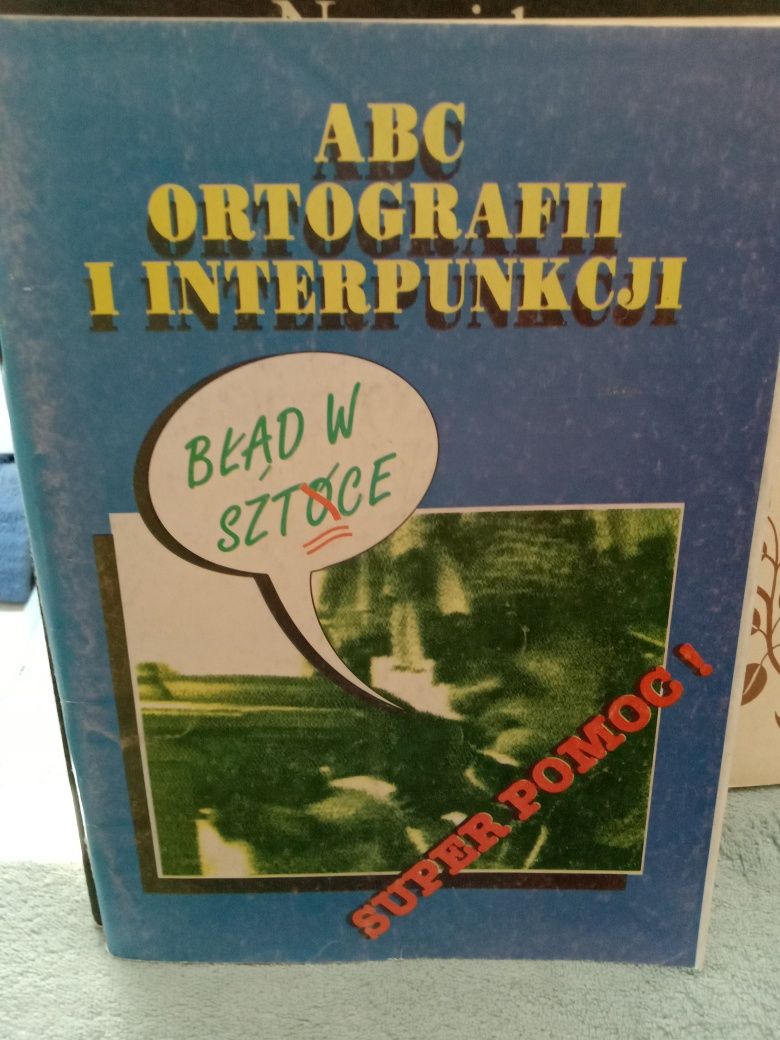 ABC
ORTOGRAFII
I INTERPUNKCJI
BŁĄD W
SZTÓCE
SUPER POMOC !